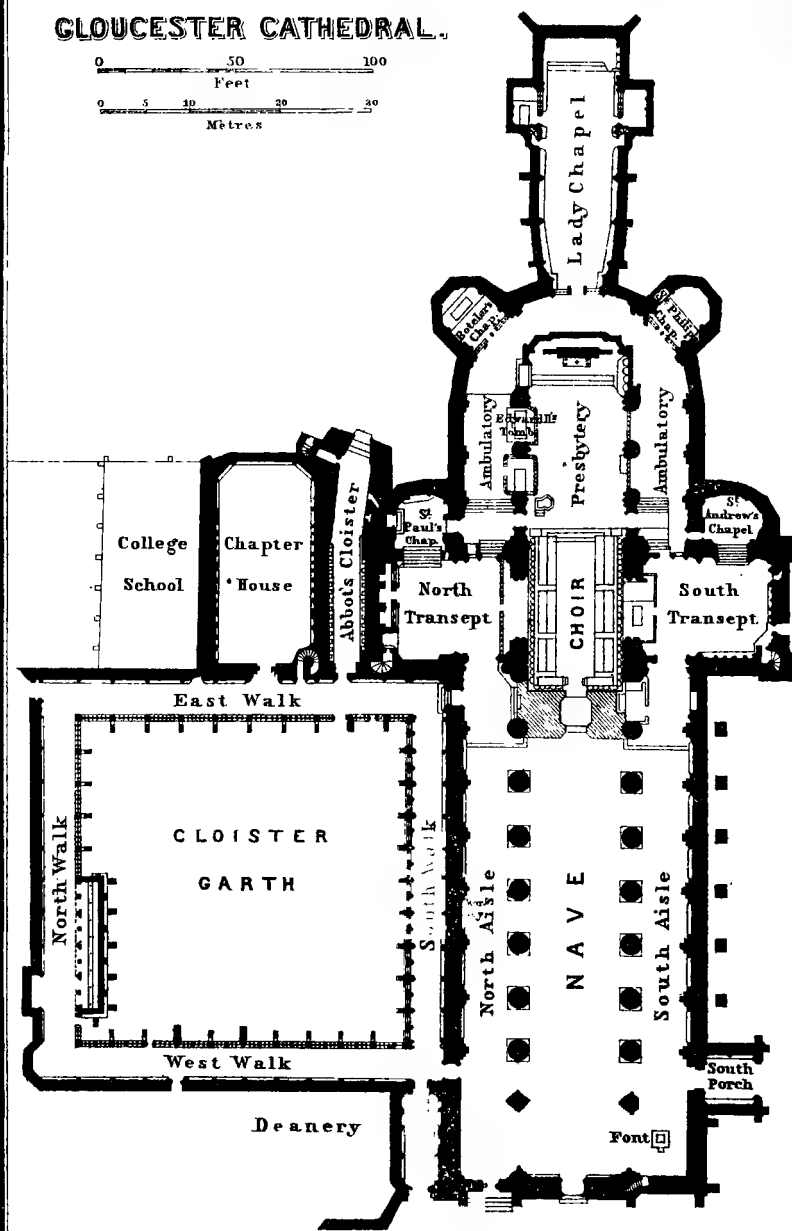 GLOUCESTER CATHEDRAL.
0 50 100
Feet
0 5 10 20 30
Mètres
Lady Chapel
Boteler's
Chap.
St
Philip
Chap.
Ambulatory
Edward II's
Tomb
Presbytery
Ambulatory
St
Paul's
Chap.
St
Andrew's
Chapel
College
School
Chapter
House
Abbots Cloister
North
Transept
CHOIR
South
Transept
East Walk
CLOISTER
GARTH
North Walk
South Walk
North Aisle
NAVE
South Aisle
West Walk
South
Porch
Deanery
Font